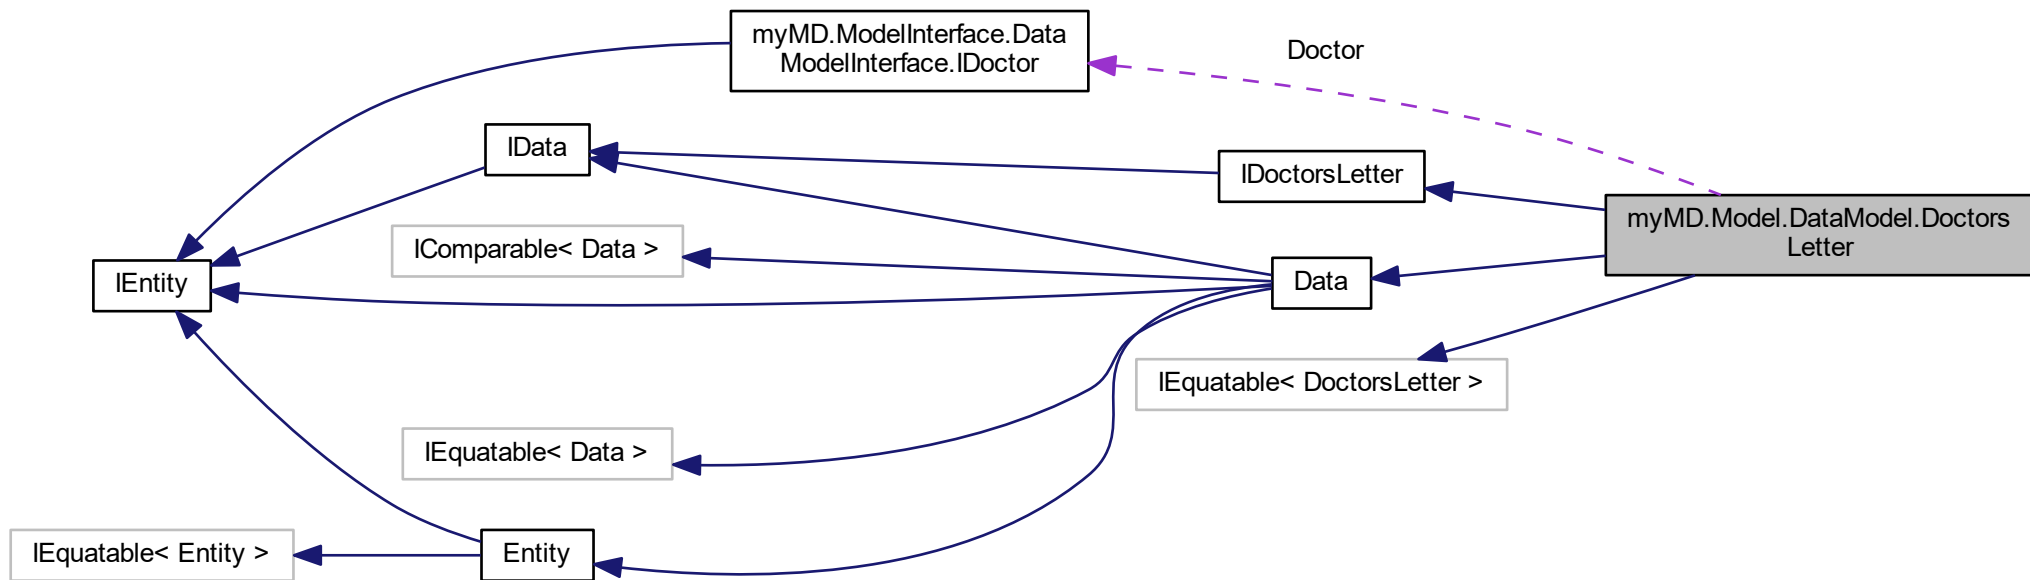 myMD.ModelInterface.Data
ModelInterface.IDoctor
Doctor
IData
IDoctorsLetter
myMD.Model.DataModel.Doctors
Letter
IComparable< Data >
IEntity
Data
IEquatable< DoctorsLetter >
IEquatable< Data >
IEquatable< Entity >
Entity